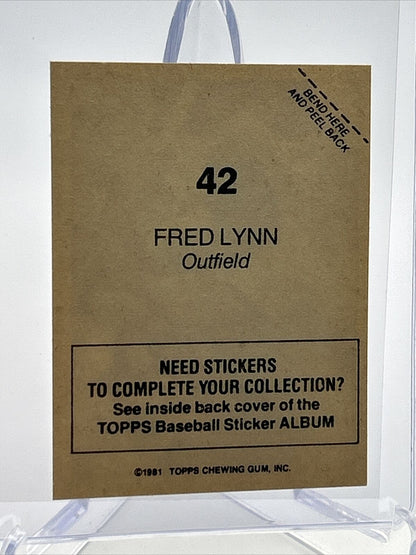 BEND HERE
AND PEEL BACK
42
FRED LYNN
Outfield
NEED STICKERS
TO COMPLETE YOUR COLLECTION?
See inside back cover of the
TOPPS Baseball Sticker ALBUM
©1981 TOPPS CHEWING GUM, INC.